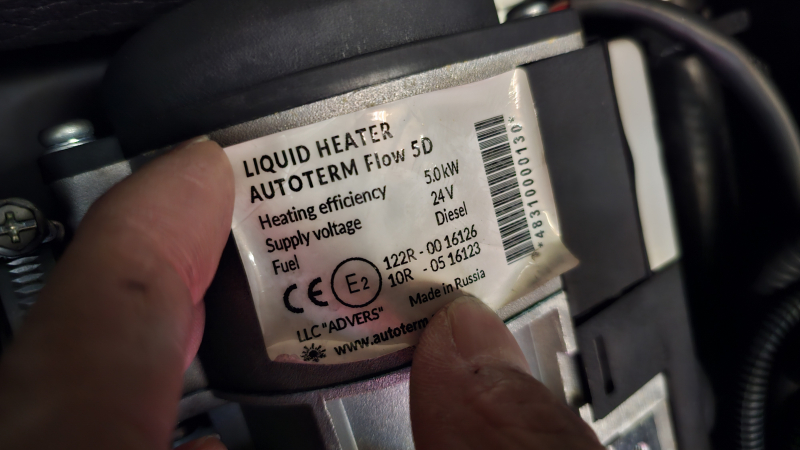 LIQUID HEATER
AUTOTERM Flow 5D
Heating efficiency 5.0 kW
Supply voltage 24 V
Fuel Diesel
CE E2 122R - 00 16126
10R - 05 16123
LLC "ADVERS" Made in Russia
www.autoterm
*48310000130*